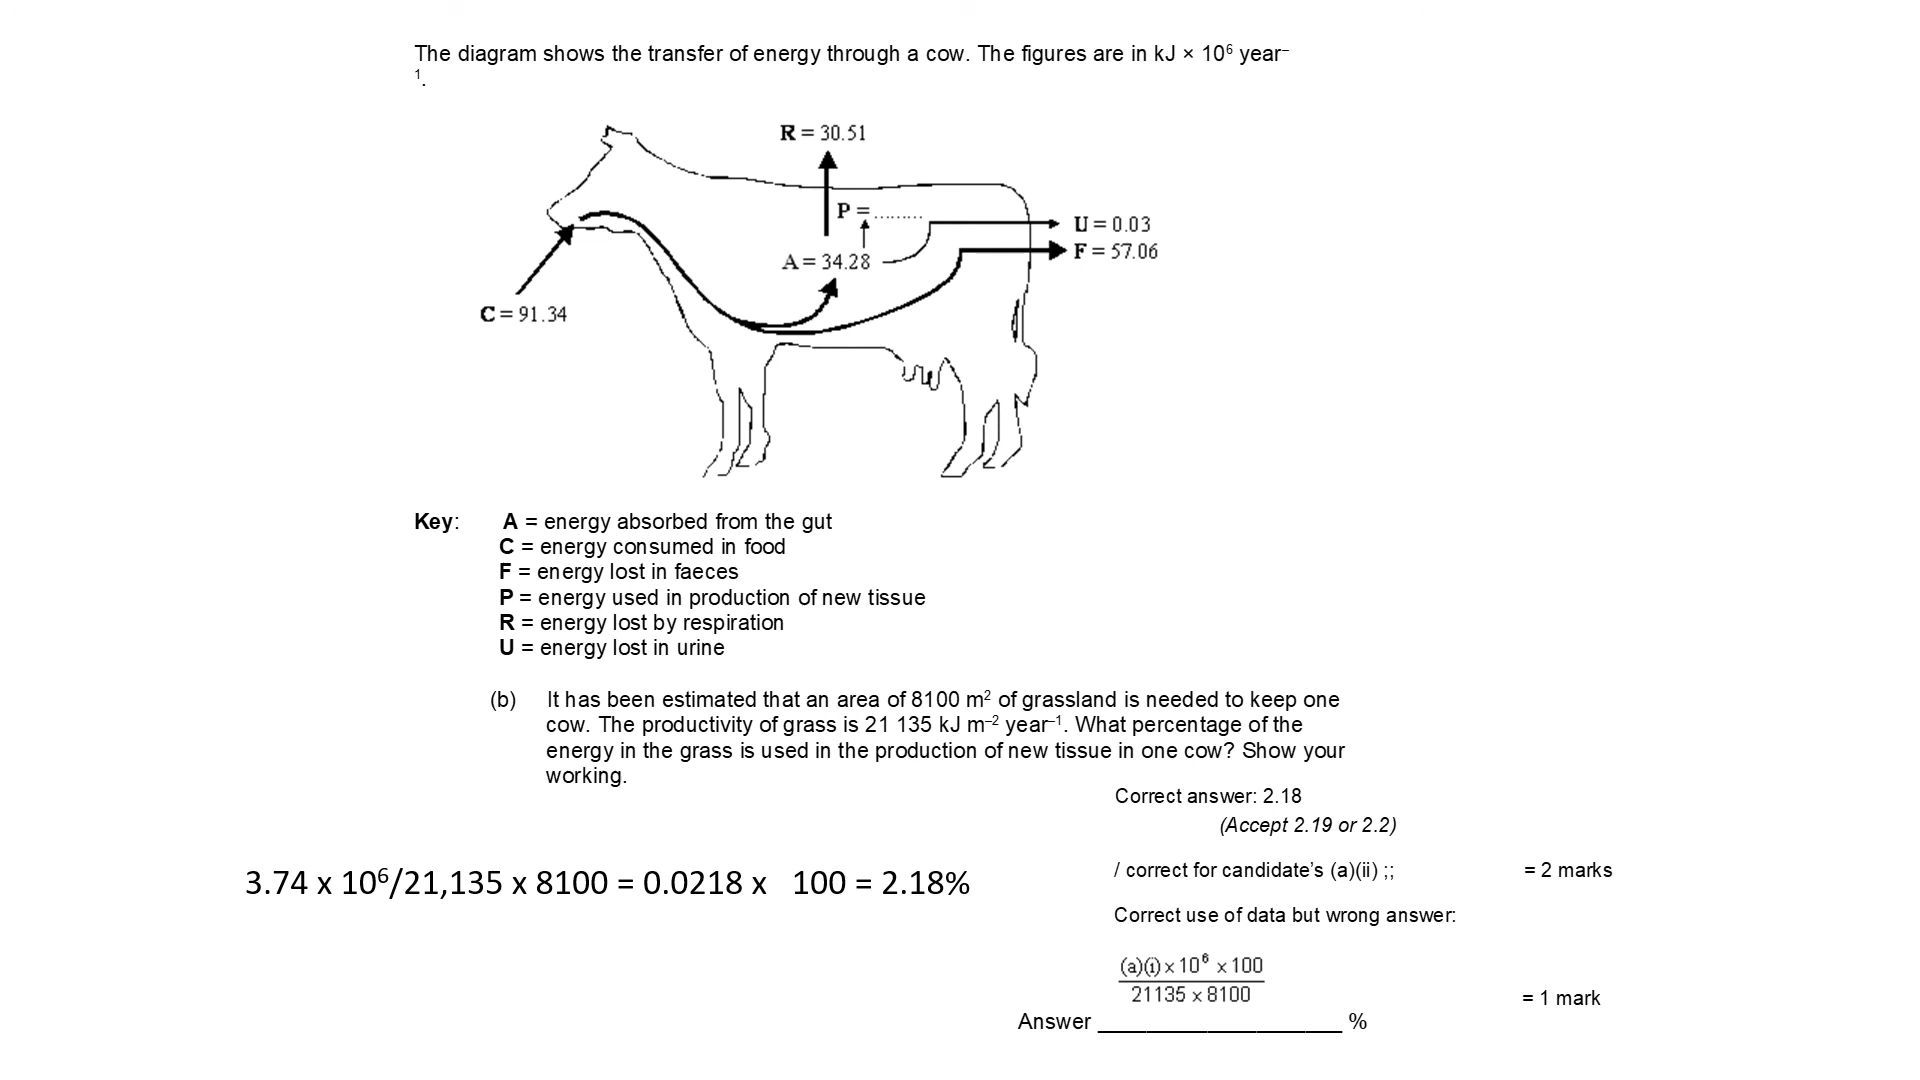 The diagram shows the transfer of energy through a cow. The figures are in kJ × 10⁶ year⁻
¹.
R = 30.51
P = .........
U = 0.03
F = 57.06
A = 34.28
C = 91.34
Key: A = energy absorbed from the gut
C = energy consumed in food
F = energy lost in faeces
P = energy used in production of new tissue
R = energy lost by respiration
U = energy lost in urine
(b) It has been estimated that an area of 8100 m² of grassland is needed to keep one
cow. The productivity of grass is 21 135 kJ m⁻² year⁻¹. What percentage of the
energy in the grass is used in the production of new tissue in one cow? Show your
working.
Correct answer: 2.18
(Accept 2.19 or 2.2)
/ correct for candidate’s (a)(ii) ;; = 2 marks
3.74 x 10⁶/21,135 x 8100 = 0.0218 x 100 = 2.18%
Correct use of data but wrong answer:
(a)(i) x 10⁶ x 100
21135 x 8100
= 1 mark
Answer ____________________ %